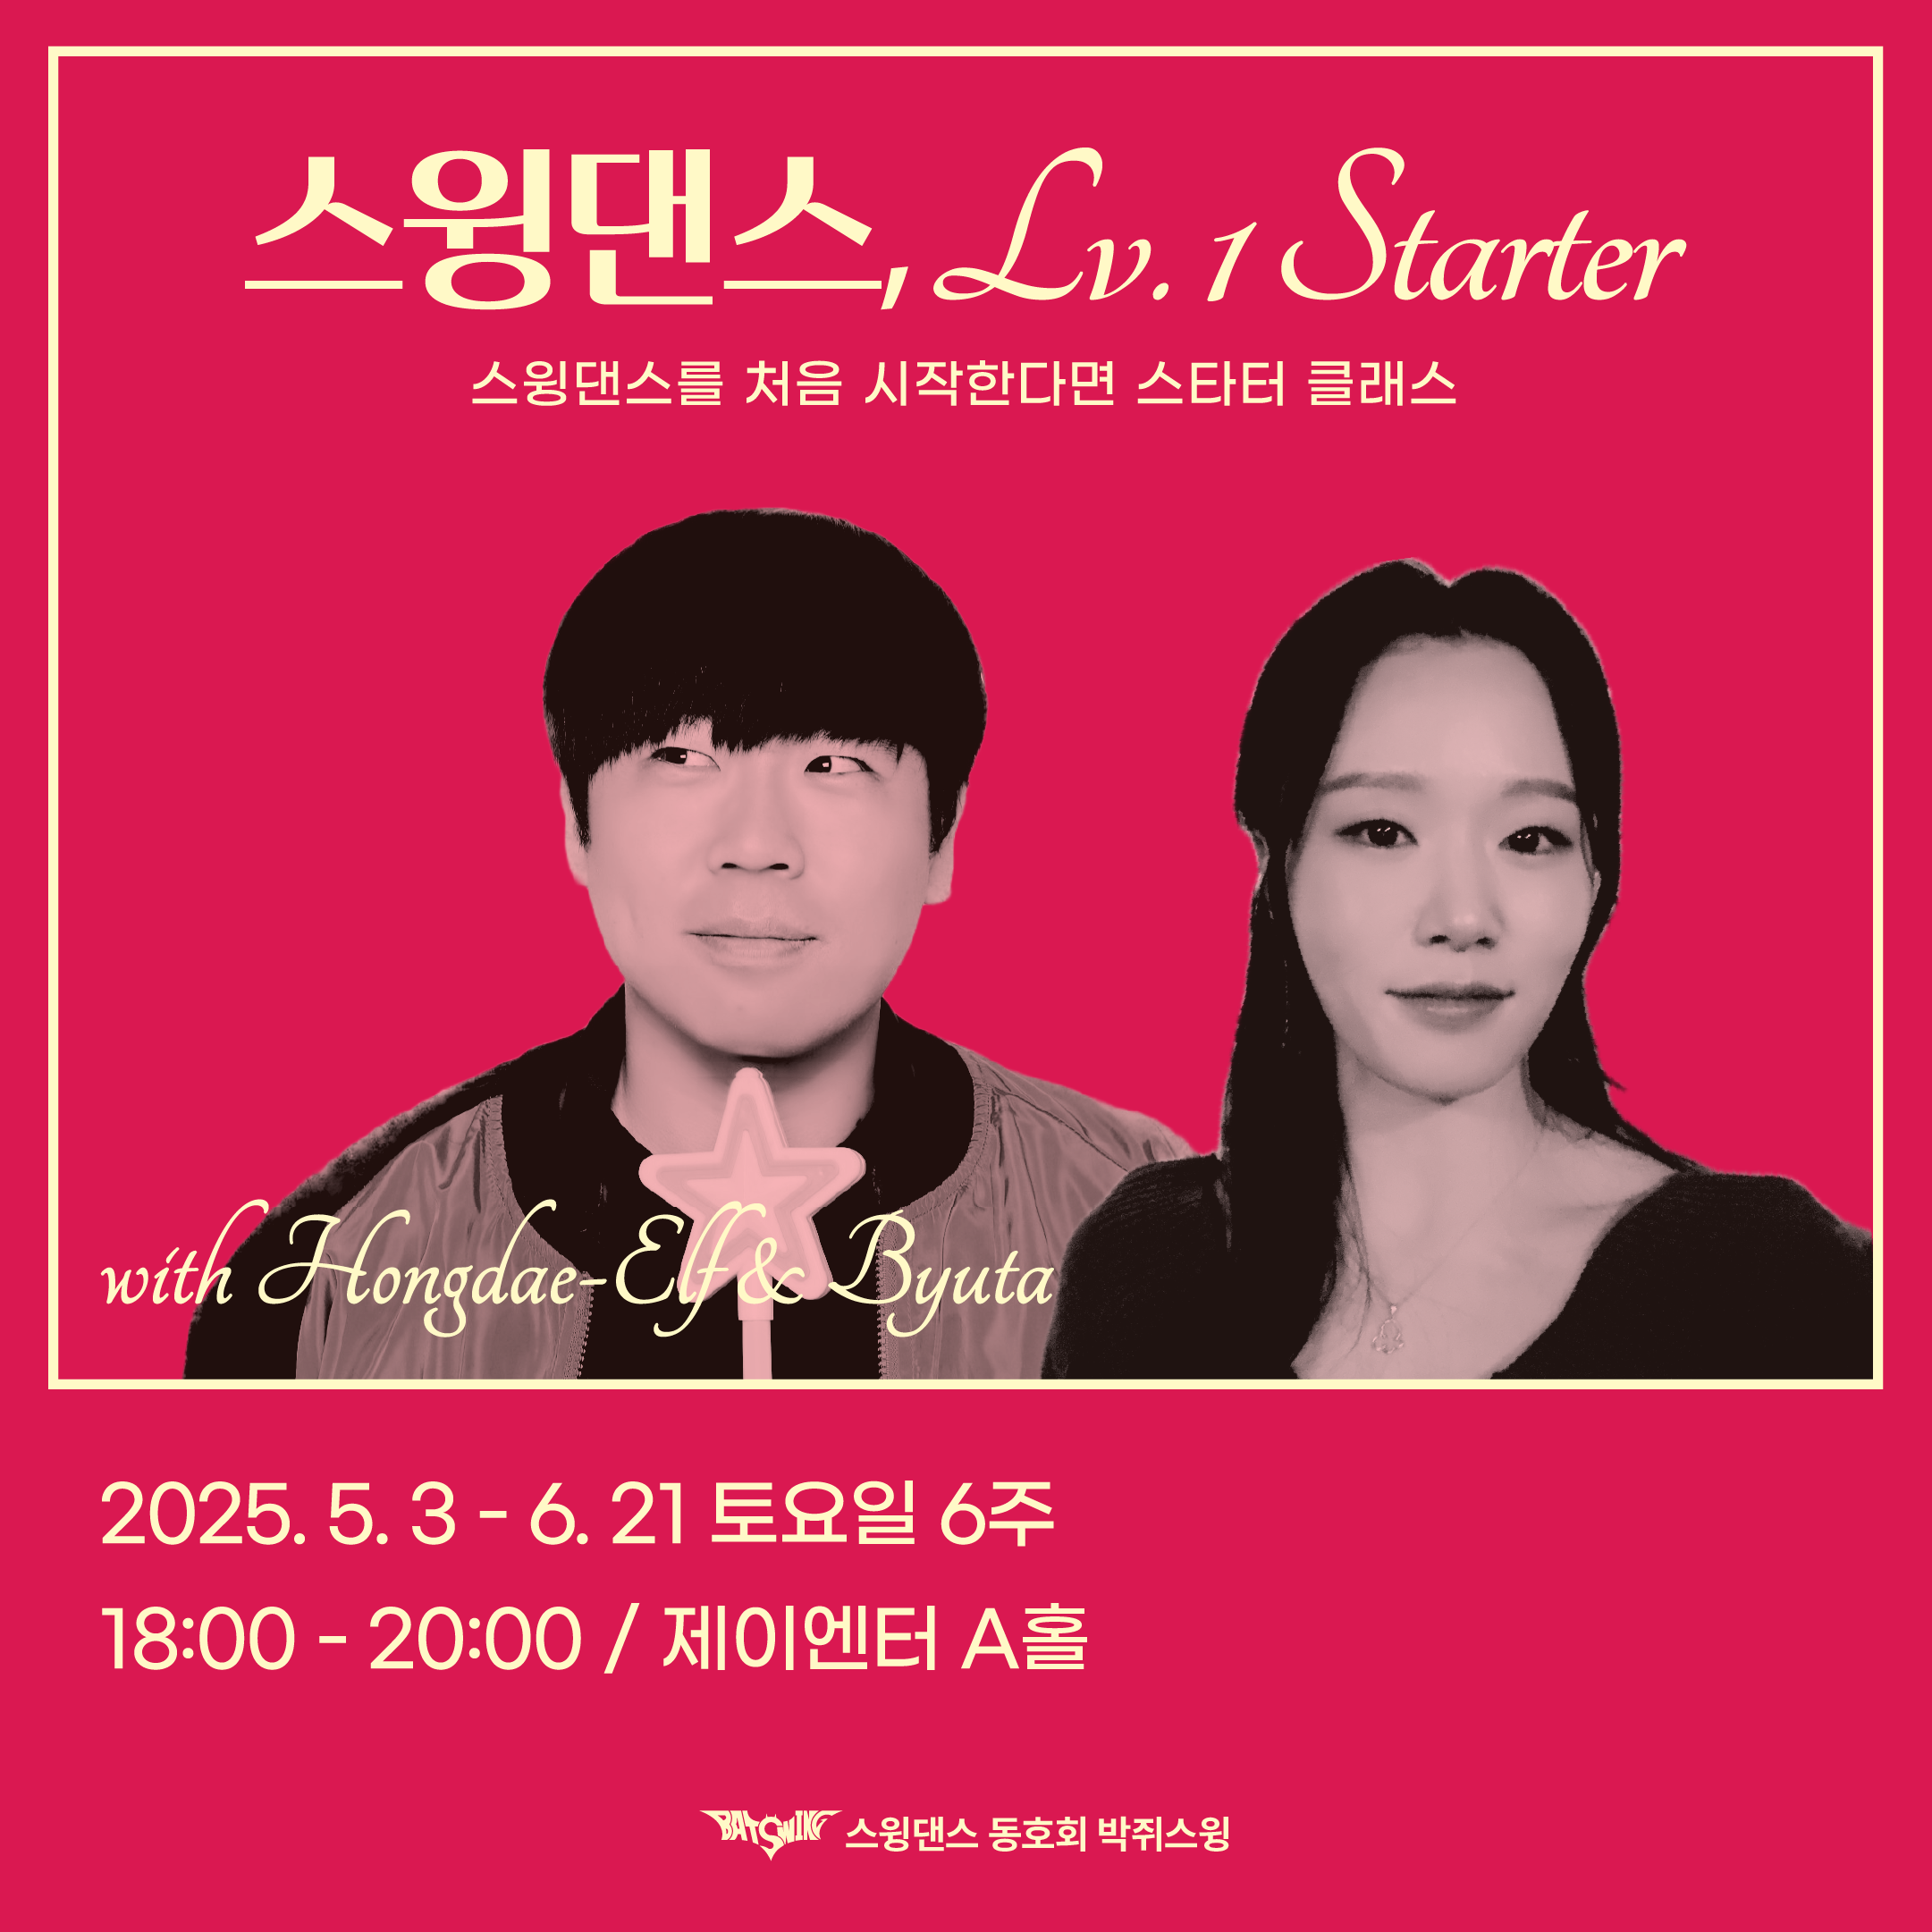 스윙댄스, Lv. 1 Starter
스윙댄스를 처음 시작한다면 스타터 클래스
with Hongdae-Elf & Byuta
2025. 5. 3 - 6. 21 토요일 6주
18:00 - 20:00 / 제이엔터 A홀
BATSWING 스윙댄스 동호회 박쥐스윙